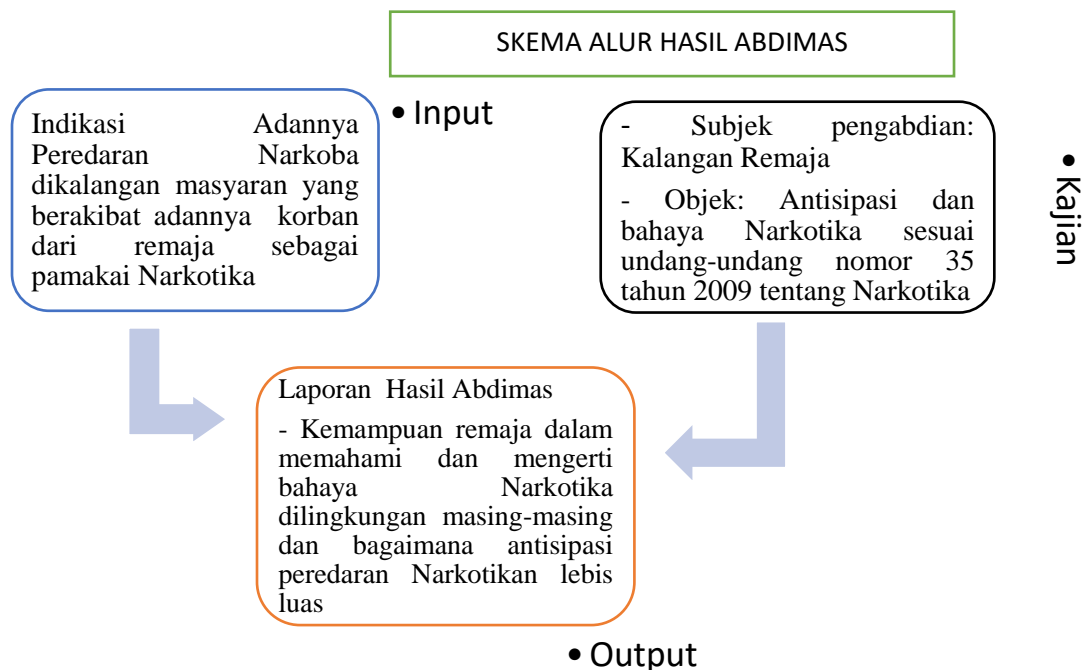 SKEMA ALUR HASIL ABDIMAS
Indikasi Adannya
Peredaran Narkoba
dikalangan masyaran yang
berakibat adannya korban
dari remaja sebagai
pamakai Narkotika
• Input
- Subjek pengabdian:
Kalangan Remaja
- Objek: Antisipasi dan
bahaya Narkotika sesuai
undang-undang nomor 35
tahun 2009 tentang Narkotika
• Kajian
Laporan Hasil Abdimas
- Kemampuan remaja dalam
memahami dan mengerti
bahaya Narkotika
dilingkungan masing-masing
dan bagaimana antisipasi
peredaran Narkotikan lebis
luas
• Output